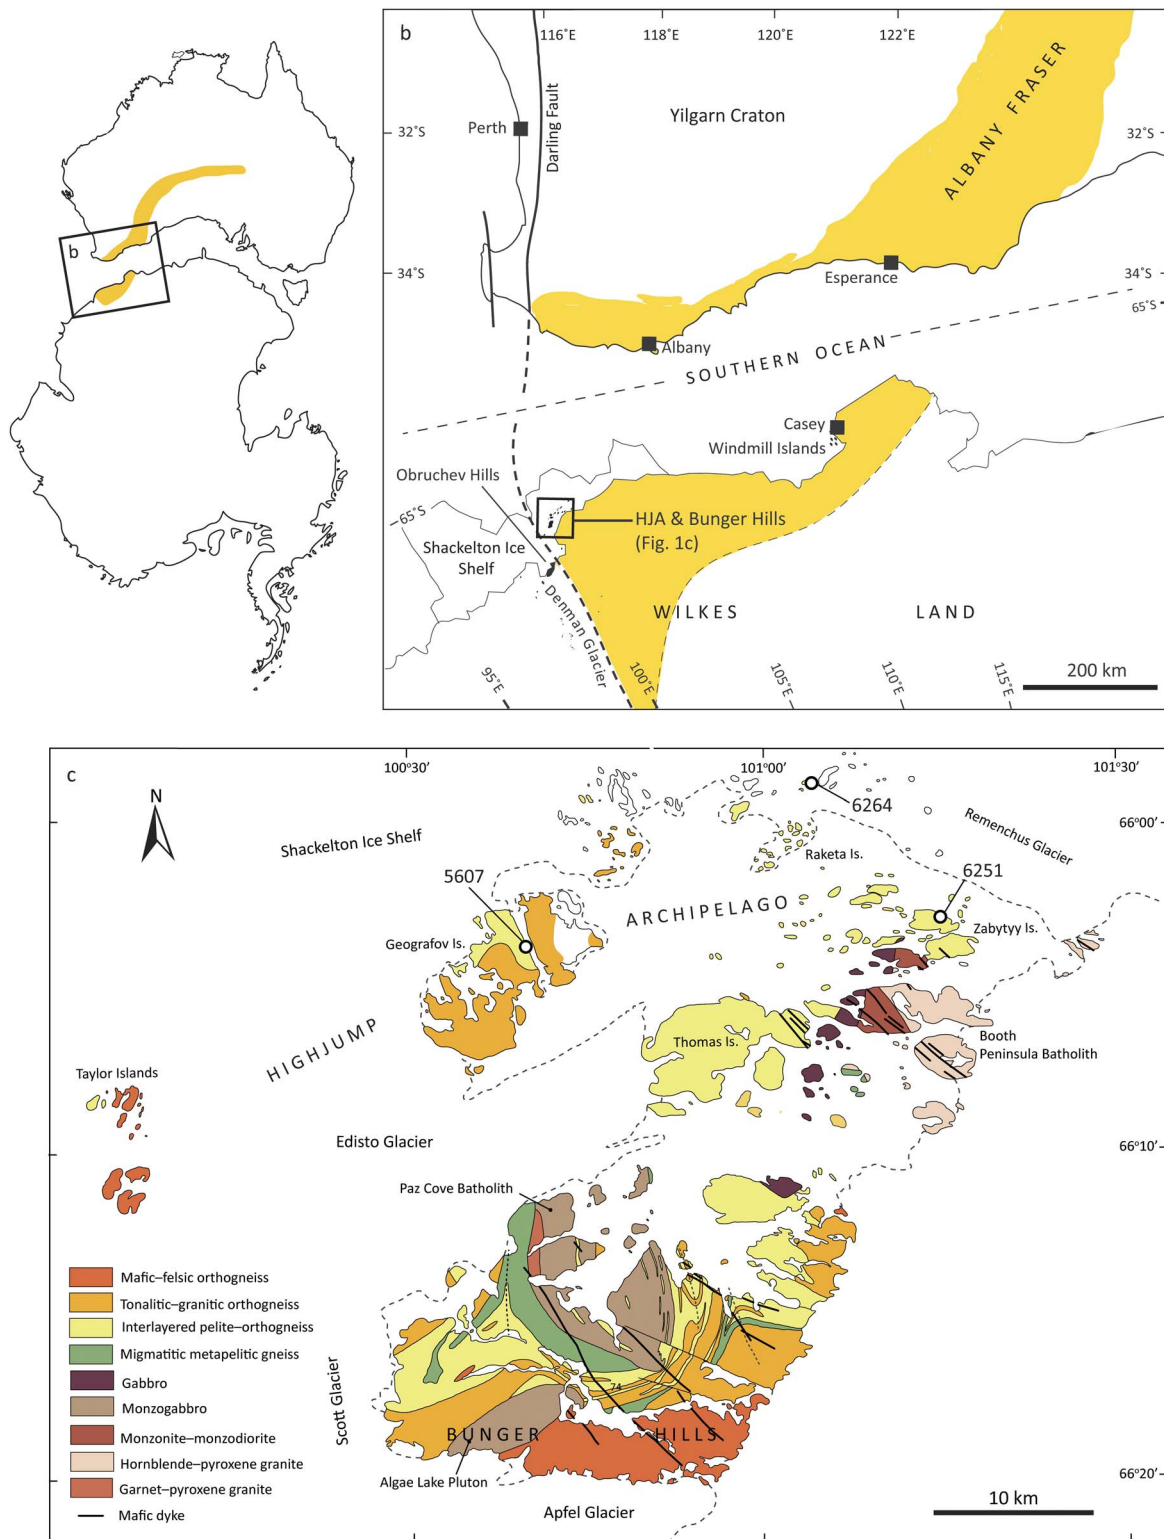 b
b
116°E
118°E
120°E
122°E
Perth
Darling Fault
Yilgarn Craton
ALBANY FRASER
32°S
32°S
34°S
34°S
65°S
Esperance
Albany
SOUTHERN OCEAN
Casey
Windmill Islands
Obruchev Hills
65°S
HJA & Bunger Hills
(Fig. 1c)
Shackelton Ice
Shelf
Denman Glacier
WILKES LAND
95°E
100°E
105°E
110°E
115°E
200 km
c
100°30'
101°00'
101°30'
N
6264
66°00'
Remenchus Glacier
Shackelton Ice Shelf
Raketa Is.
5607
6251
ARCHIPELAGO
Geografov Is.
Zabytyy Is.
HIGHJUMP
Thomas Is.
Booth
Peninsula Batholith
Taylor Islands
Edisto Glacier
66°10'
Paz Cove Batholith
Mafic–felsic orthogneiss
Tonalitic–granitic orthogneiss
Interlayered pelite–orthogneiss
Migmatitic metapelitic gneiss
Gabbro
Monzogabbro
Monzonite–monzodiorite
Hornblende–pyroxene granite
Garnet–pyroxene granite
Mafic dyke
Scott Glacier
74
BUNGER HILLS
Algae Lake Pluton
66°20'
Apfel Glacier
10 km